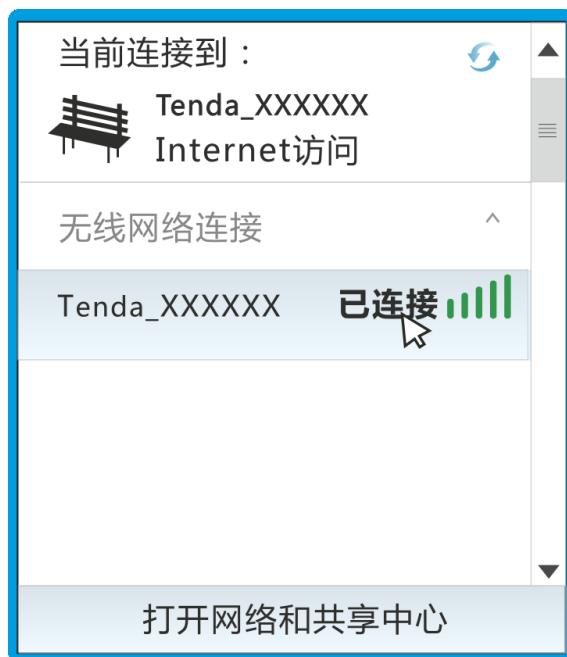 当前连接到：
Tenda_XXXXXX
Internet访问
无线网络连接
Tenda_XXXXXX 已连接
打开网络和共享中心